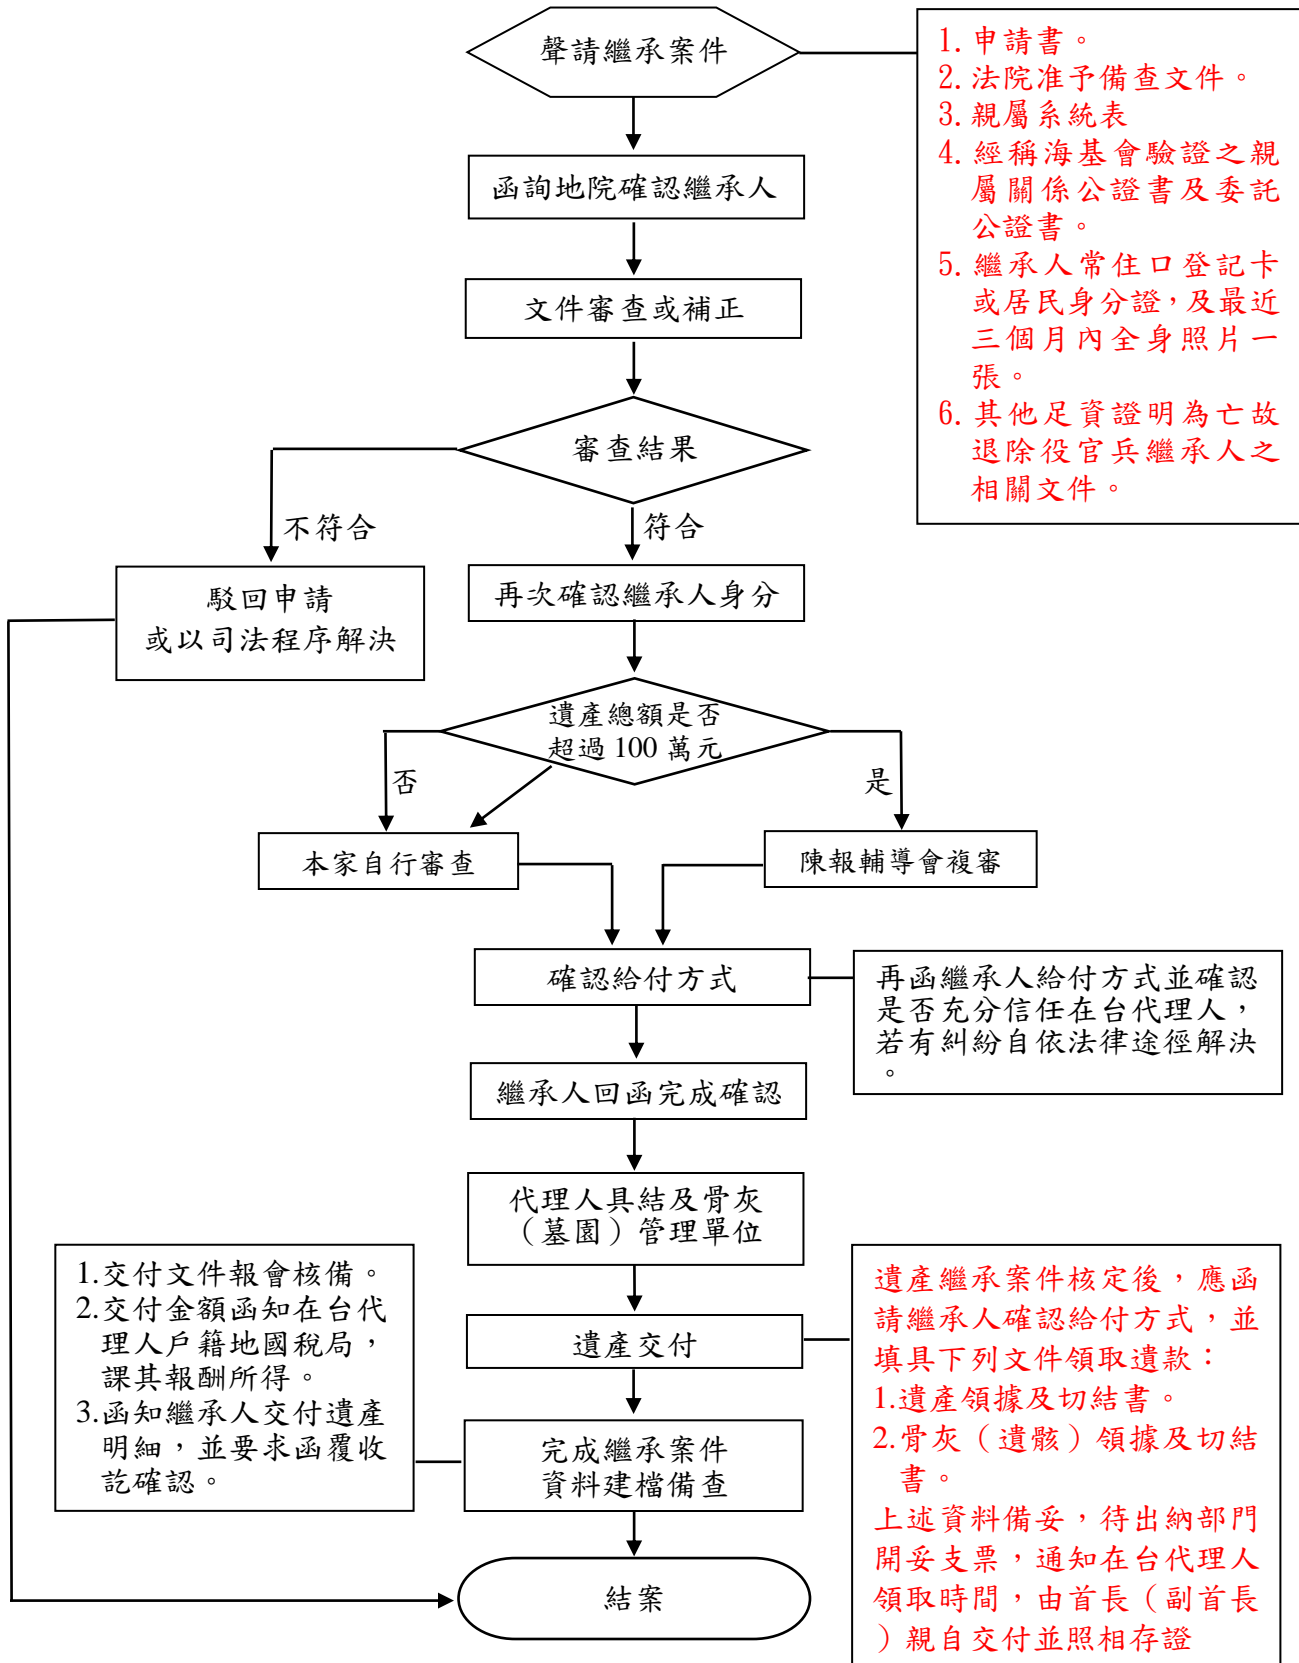 聲請繼承案件
1.申請書。
2.法院准予備查文件。
3.親屬系統表
4.經稱海基會驗證之親
屬關係公證書及委託
公證書。
5.繼承人常住口登記卡
或居民身分證,及最近
三個月內全身照片一
張。
6.其他足資證明為亡故
退除役官兵繼承人之
相關文件。
函詢地院確認繼承人
文件審查或補正
審查結果
不符合
符合
駁回申請
或以司法程序解決
再次確認繼承人身分
遺產總額是否
超過 100 萬元
否
是
本家自行審查
陳報輔導會複審
確認給付方式
再函繼承人給付方式並確認
是否充分信任在台代理人,
若有糾紛自依法律途徑解決
。
繼承人回函完成確認
代理人具結及骨灰
(墓園)管理單位
1.交付文件報會核備。
2.交付金額函知在台代
理人戶籍地國稅局,
課其報酬所得。
3.函知繼承人交付遺產
明細,並要求函覆收
訖確認。
遺產交付
遺產繼承案件核定後,應函
請繼承人確認給付方式,並
填具下列文件領取遺款:
1.遺產領據及切結書。
2.骨灰(遺骸)領據及切結
書。
上述資料備妥,待出納部門
開妥支票,通知在台代理人
領取時間,由首長(副首長
)親自交付並照相存證
完成繼承案件
資料建檔備查
結案